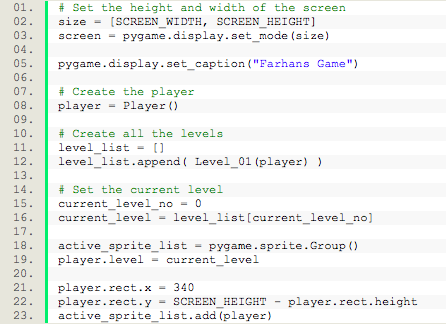 01. # Set the height and width of the screen
02. size = [SCREEN_WIDTH, SCREEN_HEIGHT]
03. screen = pygame.display.set_mode(size)
04.
05. pygame.display.set_caption("Farhans Game")
06.
07. # Create the player
08. player = Player()
09.
10. # Create all the levels
11. level_list = []
12. level_list.append( Level_01(player) )
13.
14. # Set the current level
15. current_level_no = 0
16. current_level = level_list[current_level_no]
17.
18. active_sprite_list = pygame.sprite.Group()
19. player.level = current_level
20.
21. player.rect.x = 340
22. player.rect.y = SCREEN_HEIGHT - player.rect.height
23. active_sprite_list.add(player)